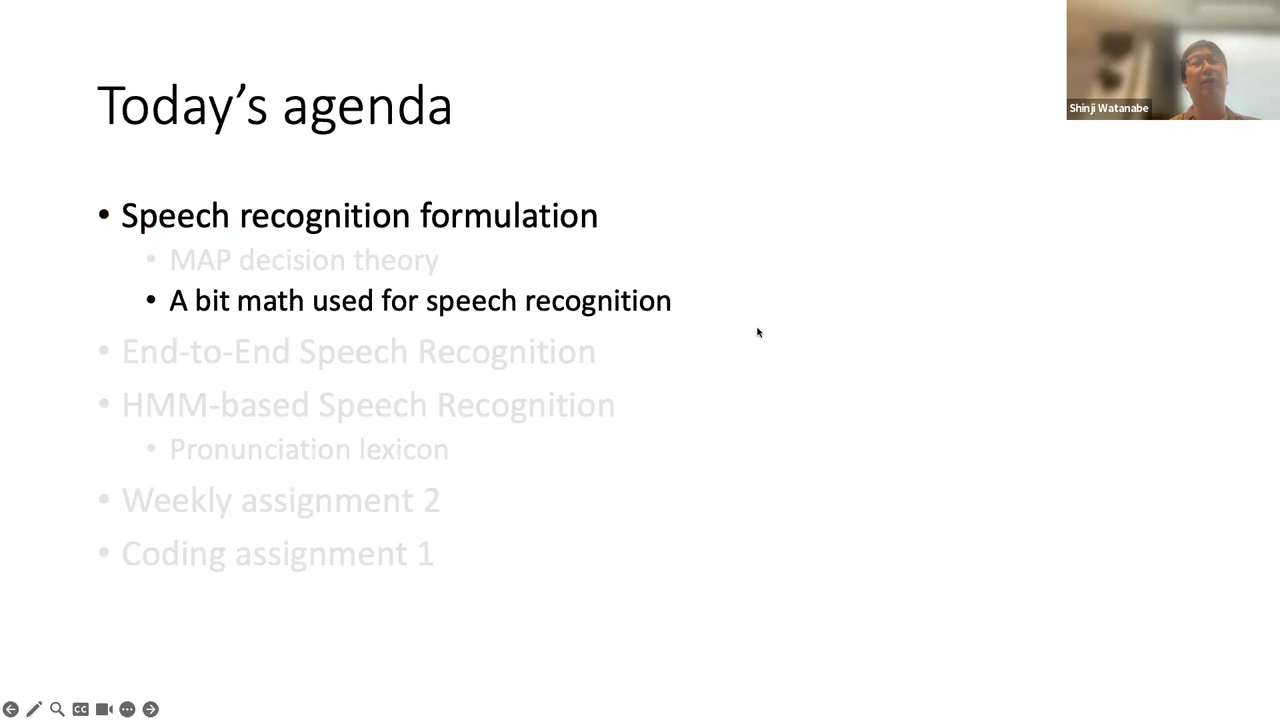 Today's agenda
Shinji Watanabe
• Speech recognition formulation
• MAP decision theory
• A bit math used for speech recognition
• End-to-End Speech Recognition
• HMM-based Speech Recognition
• Pronunciation lexicon
• Weekly assignment 2
• Coding assignment 1
CC